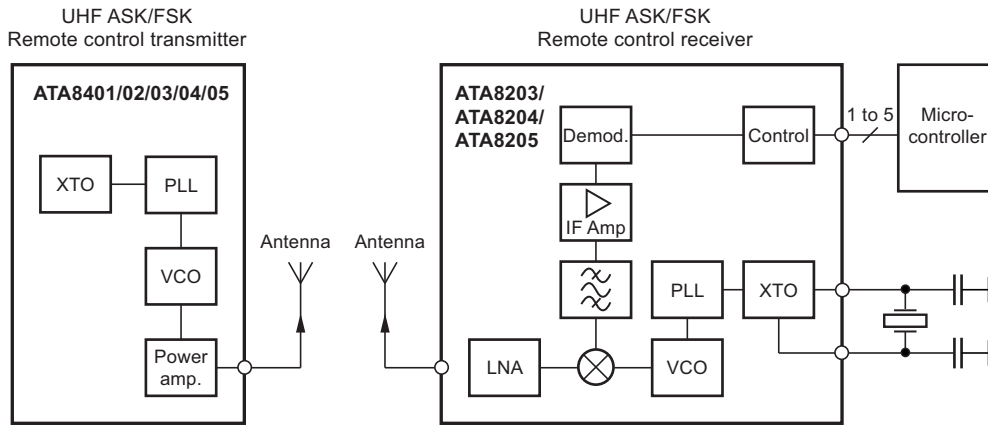 UHF ASK/FSK
Remote control transmitter
UHF ASK/FSK
Remote control receiver
ATA8401/02/03/04/05
XTO
PLL
VCO
Power
amp.
Antenna
Antenna
ATA8203/
ATA8204/
ATA8205
Demod.
Control
1 to 5
Micro-
controller
IF Amp
PLL
XTO
LNA
VCO